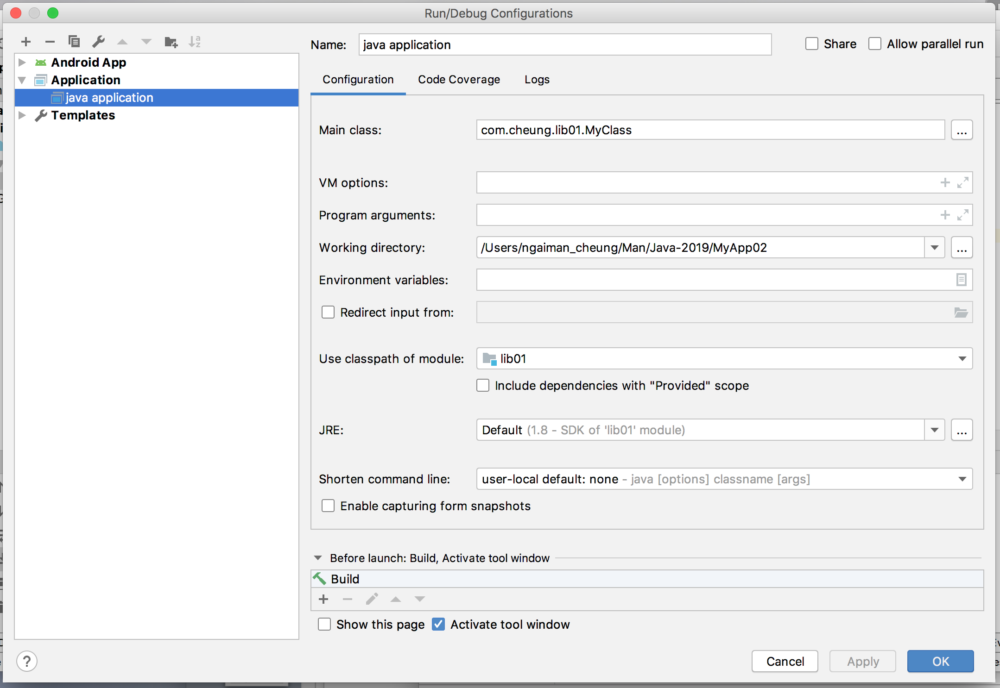 Run/Debug Configurations
Name: java application
Share
Allow parallel run
Android App
Application
java application
Templates
Configuration Code Coverage Logs
Main class: com.cheung.lib01.MyClass ...
VM options:
Program arguments:
Working directory: /Users/ngaiman_cheung/Man/Java-2019/MyApp02 ...
Environment variables:
Redirect input from:
Use classpath of module: lib01
Include dependencies with "Provided" scope
JRE: Default (1.8 - SDK of 'lib01' module) ...
Shorten command line: user-local default: none - java [options] classname [args]
Enable capturing form snapshots
Before launch: Build, Activate tool window
Build
Show this page Activate tool window
? Cancel Apply OK